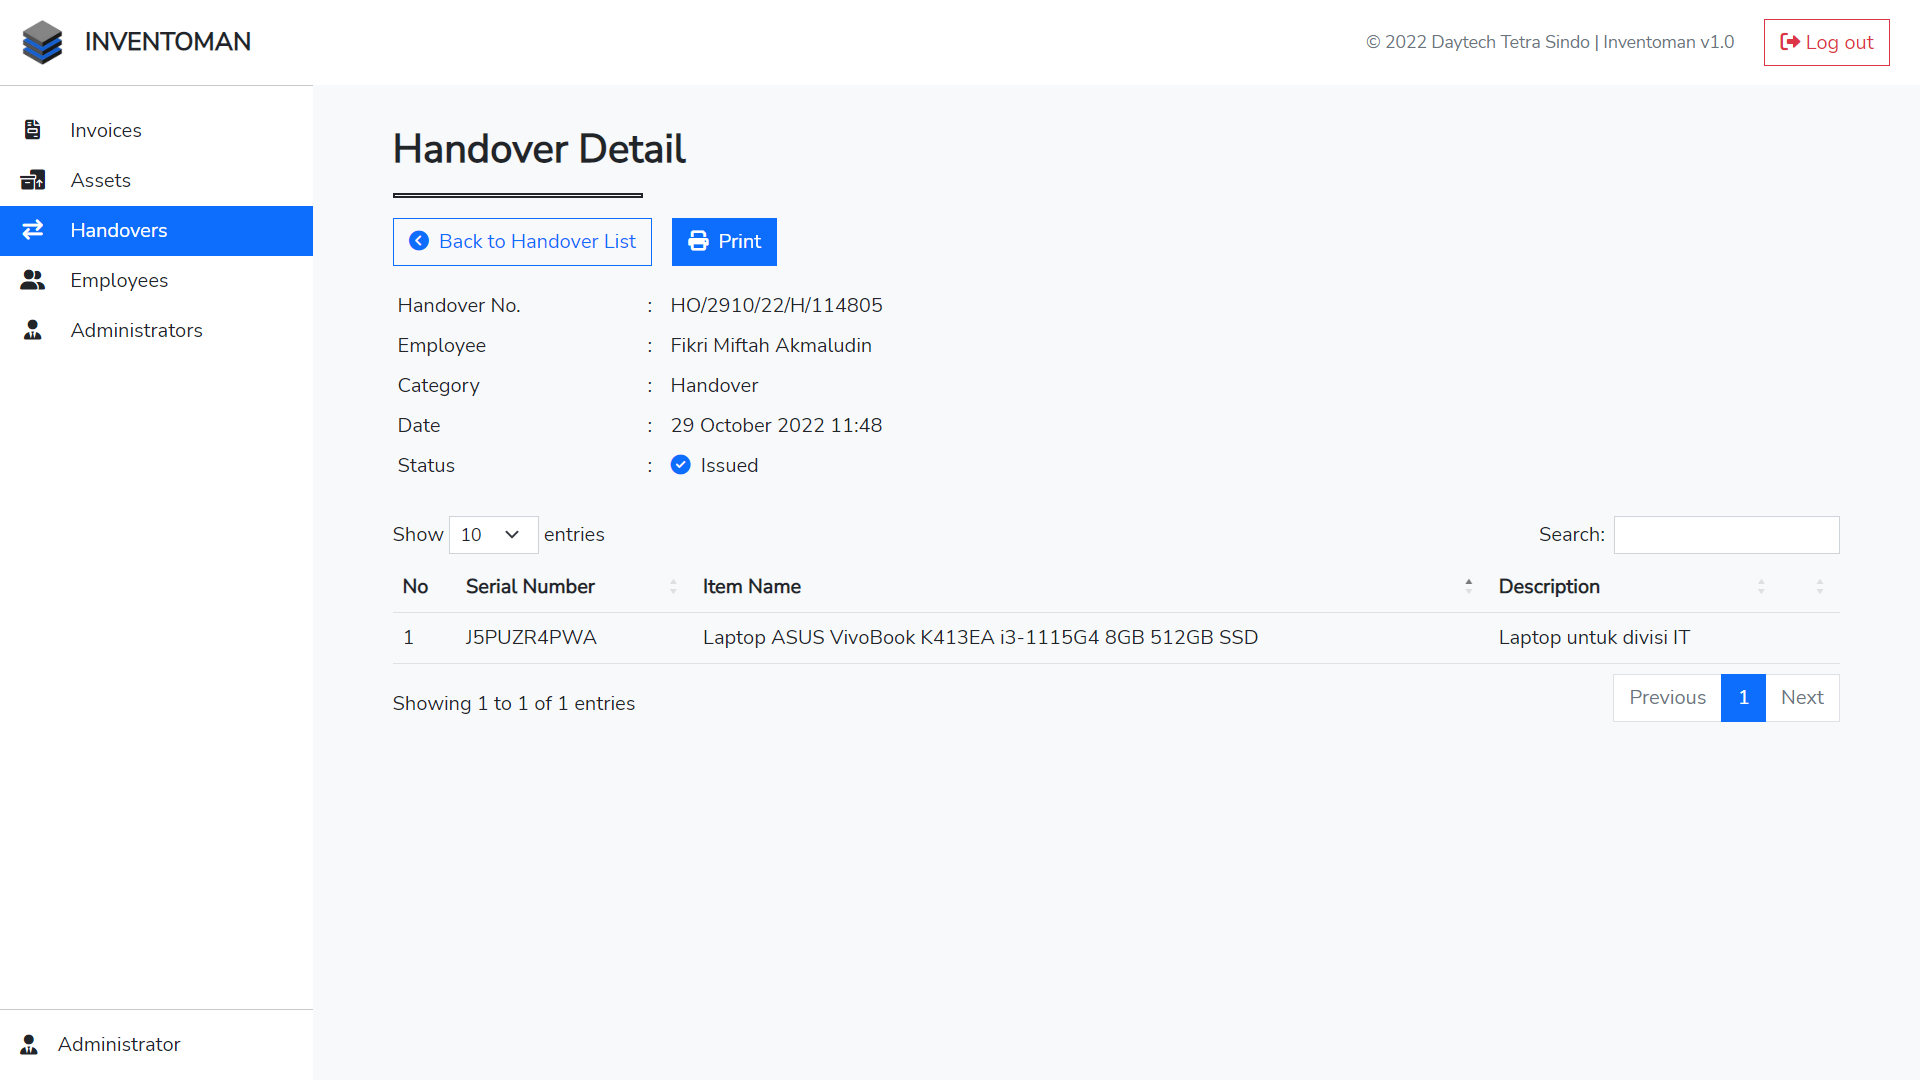 INVENTOMAN
© 2022 Daytech Tetra Sindo | Inventoman v1.0
Log out
Invoices
Assets
Handovers
Employees
Administrators
Handover Detail
Back to Handover List
Print
Handover No. : HO/2910/22/H/114805
Employee : Fikri Miftah Akmaludin
Category : Handover
Date : 29 October 2022 11:48
Status : Issued
Show 10 entries
Search:
No Serial Number Item Name Description
1 J5PUZR4PWA Laptop ASUS VivoBook K413EA i3-1115G4 8GB 512GB SSD Laptop untuk divisi IT
Showing 1 to 1 of 1 entries
Previous 1 Next
Administrator